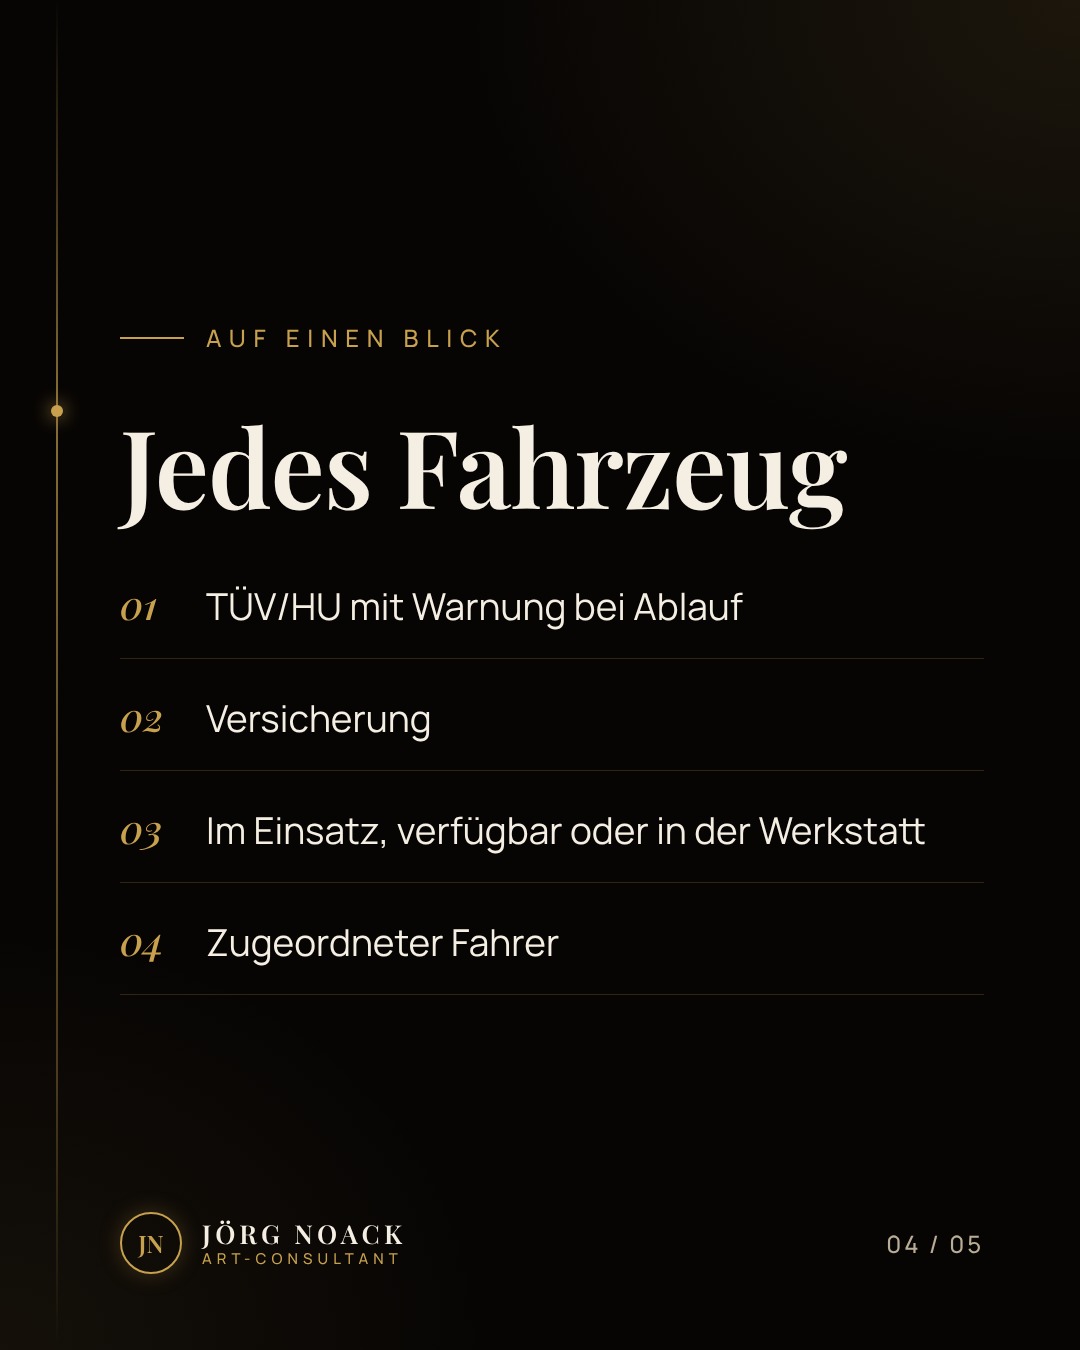 AUF EINEN BLICK
Jedes Fahrzeug
01 TÜV/HU mit Warnung bei Ablauf
02 Versicherung
03 Im Einsatz, verfügbar oder in der Werkstatt
04 Zugeordneter Fahrer
JN JÖRG NOACK
ART-CONSULTANT
04 / 05